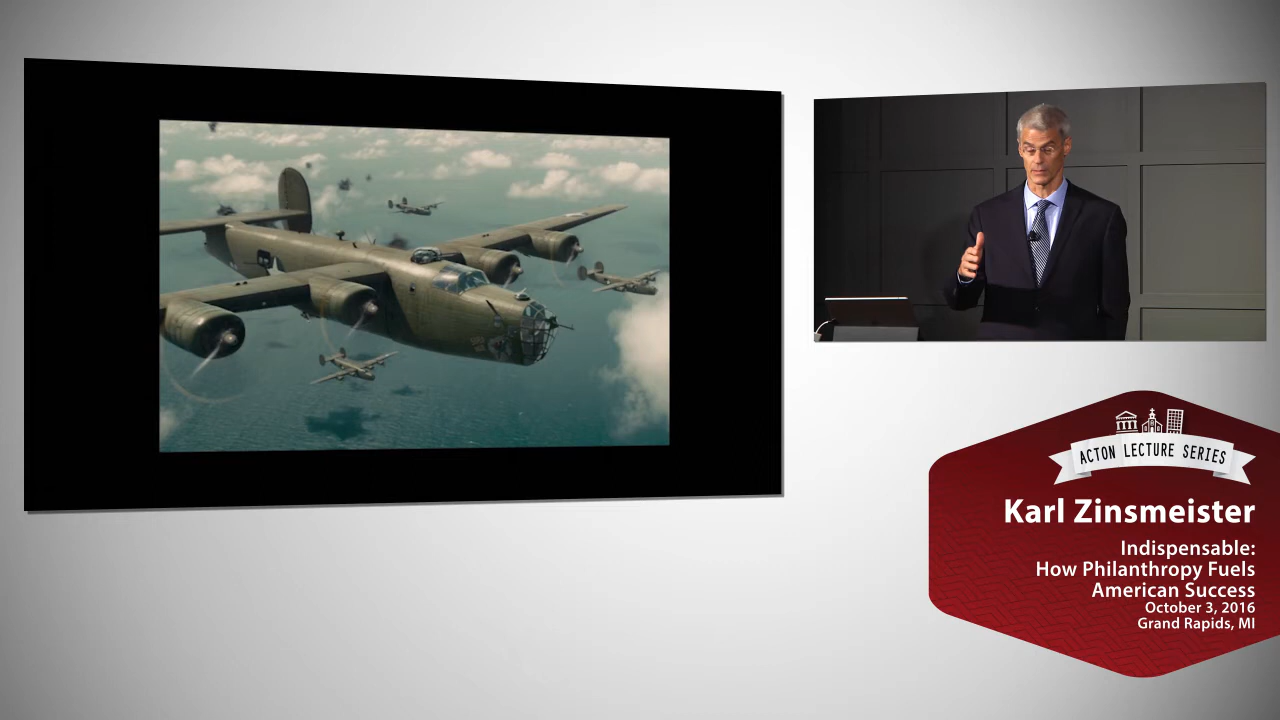 ACTON LECTURE SERIES
Karl Zinsmeister
Indispensable:
How Philanthropy Fuels
American Success
October 3, 2016
Grand Rapids, MI